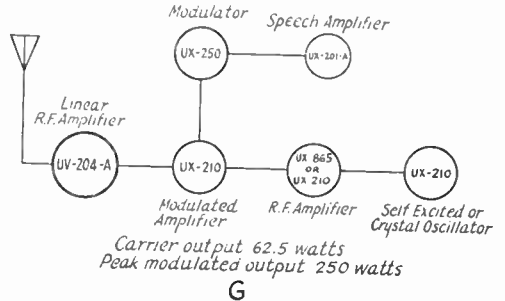 Modulator
Speech Amplifier
UX-250
UX-201-A
Linear
R.F. Amplifier
UV-204-A
UX-210
UX 865
OR
UX 210
UX-210
Modulated
Amplifier
R.F. Amplifier
Self Excited or
Crystal Oscillator
Carrier output 62.5 watts
Peak modulated output 250 watts
G